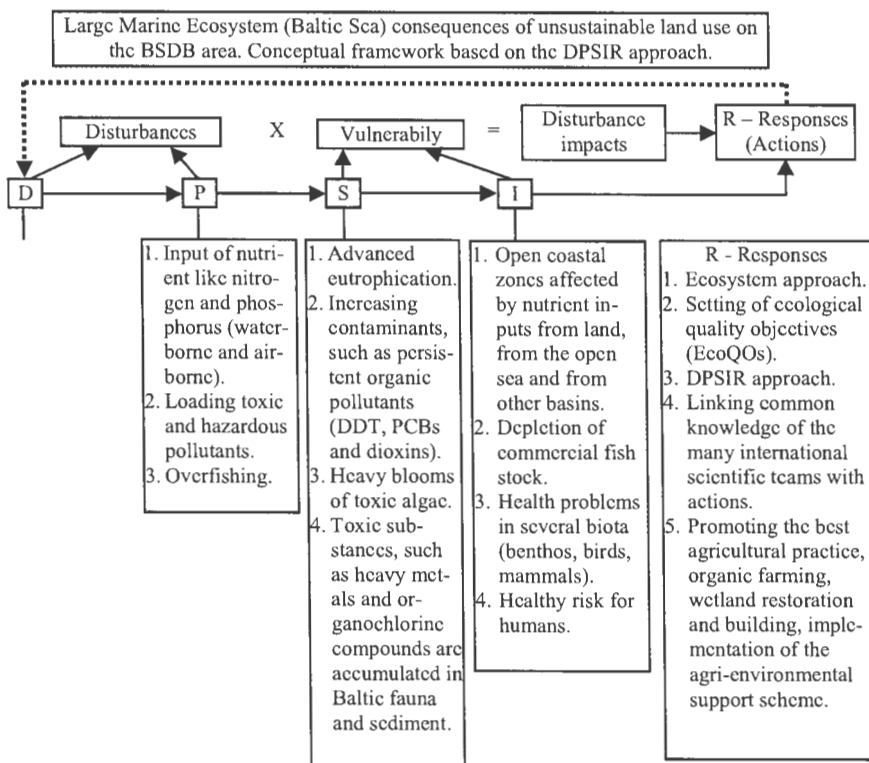 Large Marine Ecosystem (Baltic Sea) consequences of unsustainable land use on
the BSDB area. Conceptual framework based on the DPSIR approach.
Disturbances
X
Vulnerabily
=
Disturbance
impacts
R – Responses
(Actions)
D
P
S
I
1. Input of nutri-
ent like nitro-
gen and phos-
phorus (water-
borne and air-
borne).
2. Loading toxic
and hazardous
pollutants.
3. Overfishing.
1. Advanced
eutrophication.
2. Increasing
contaminants,
such as persis-
tent organic
pollutants
(DDT, PCBs
and dioxins).
3. Heavy blooms
of toxic algae.
4. Toxic sub-
stances, such
as heavy met-
als and or-
ganochlorine
compounds are
accumulated in
Baltic fauna
and sediment.
1. Open coastal
zones affected
by nutrient in-
puts from land,
from the open
sea and from
other basins.
2. Depletion of
commercial fish
stock.
3. Health problems
in several biota
(benthos, birds,
mammals).
4. Healthy risk for
humans.
R - Responses
1. Ecosystem approach.
2. Setting of ecological
quality objectives
(EcoQOs).
3. DPSIR approach.
4. Linking common
knowledge of the
many international
scientific teams with
actions.
5. Promoting the best
agricultural practice,
organic farming,
wetland restoration
and building, imple-
mentation of the
agri-environmental
support scheme.